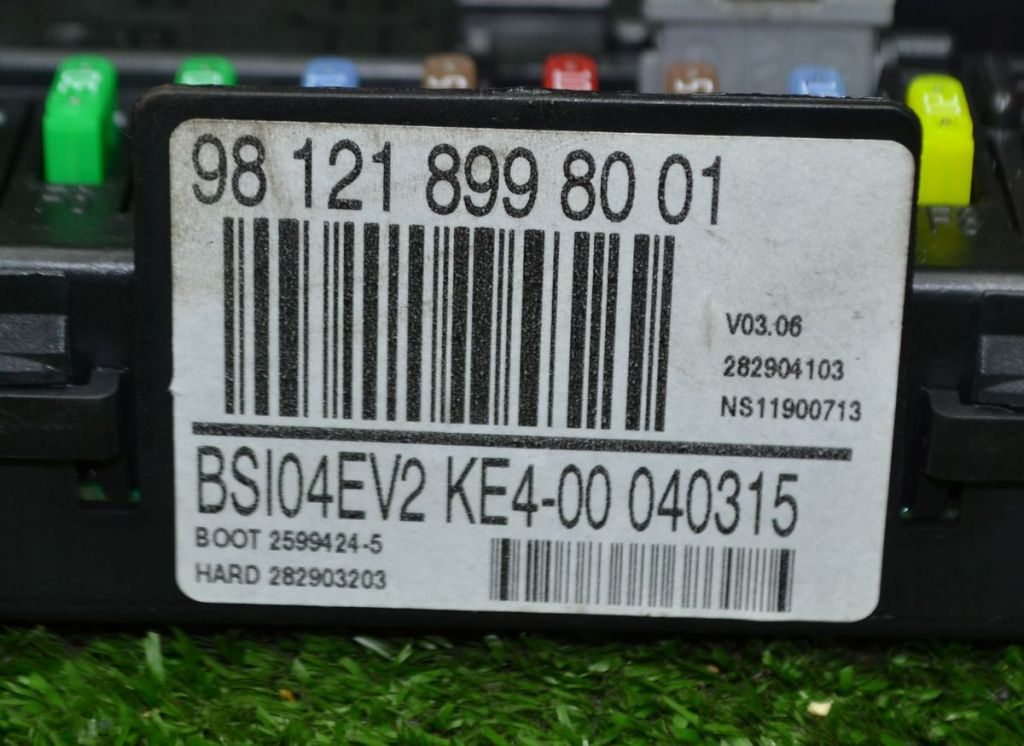 98 121 899 80 01
V03.06
282904103
NS11900713
BSI04EV2 KE4-00 040315
BOOT 2599424-5
HARD 282903203